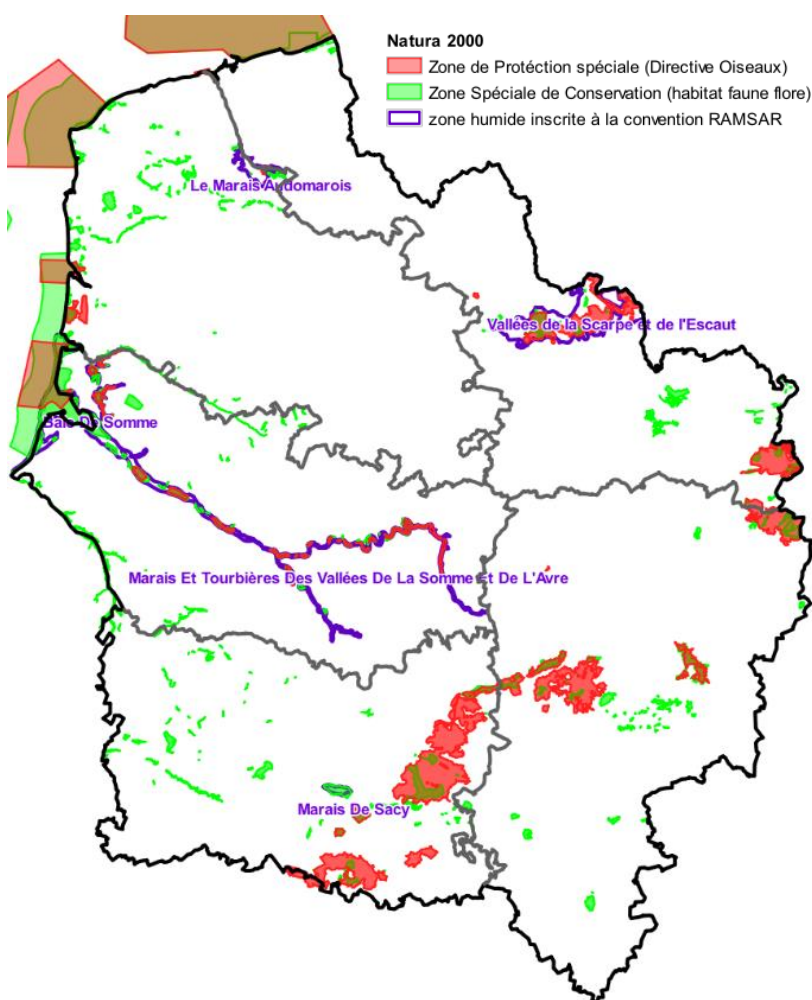 Natura 2000
Zone de Protéction spéciale (Directive Oiseaux)
Zone Spéciale de Conservation (habitat faune flore)
zone humide inscrite à la convention RAMSAR
Le Marais Audomarois
Vallées de la Scarpe et de l'Escaut
Baie De Somme
Marais Et Tourbières Des Vallées De La Somme Et De L'Avre
Marais De Sacy